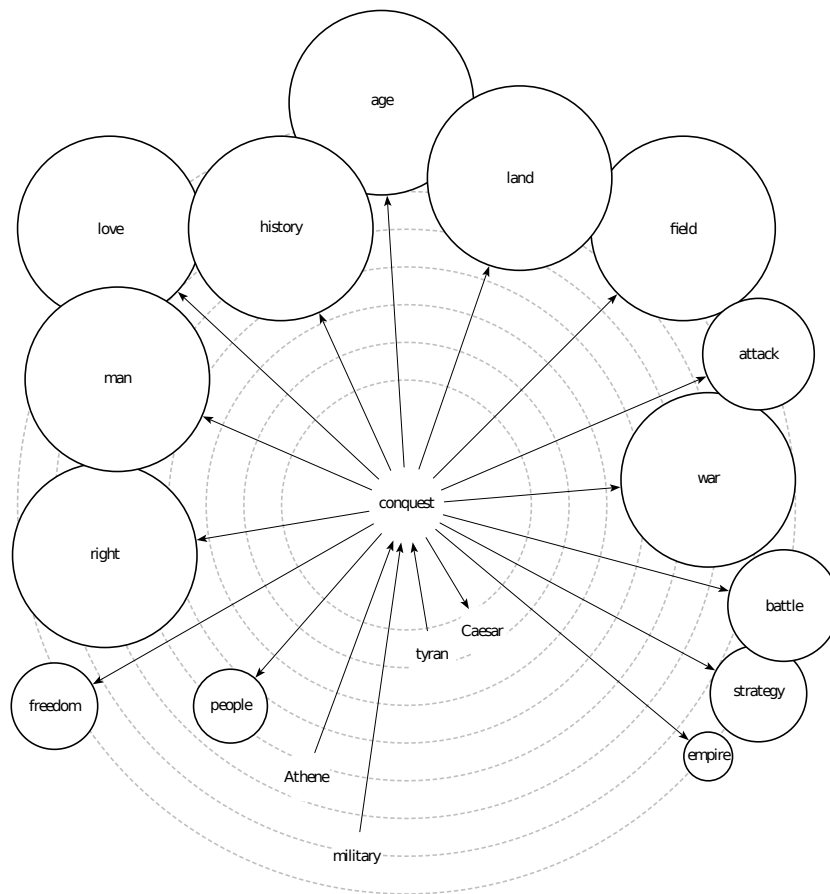 age
land
love
history
field
attack
man
war
conquest
right
battle
Caesar
tyran
strategy
freedom
people
empire
Athene
military